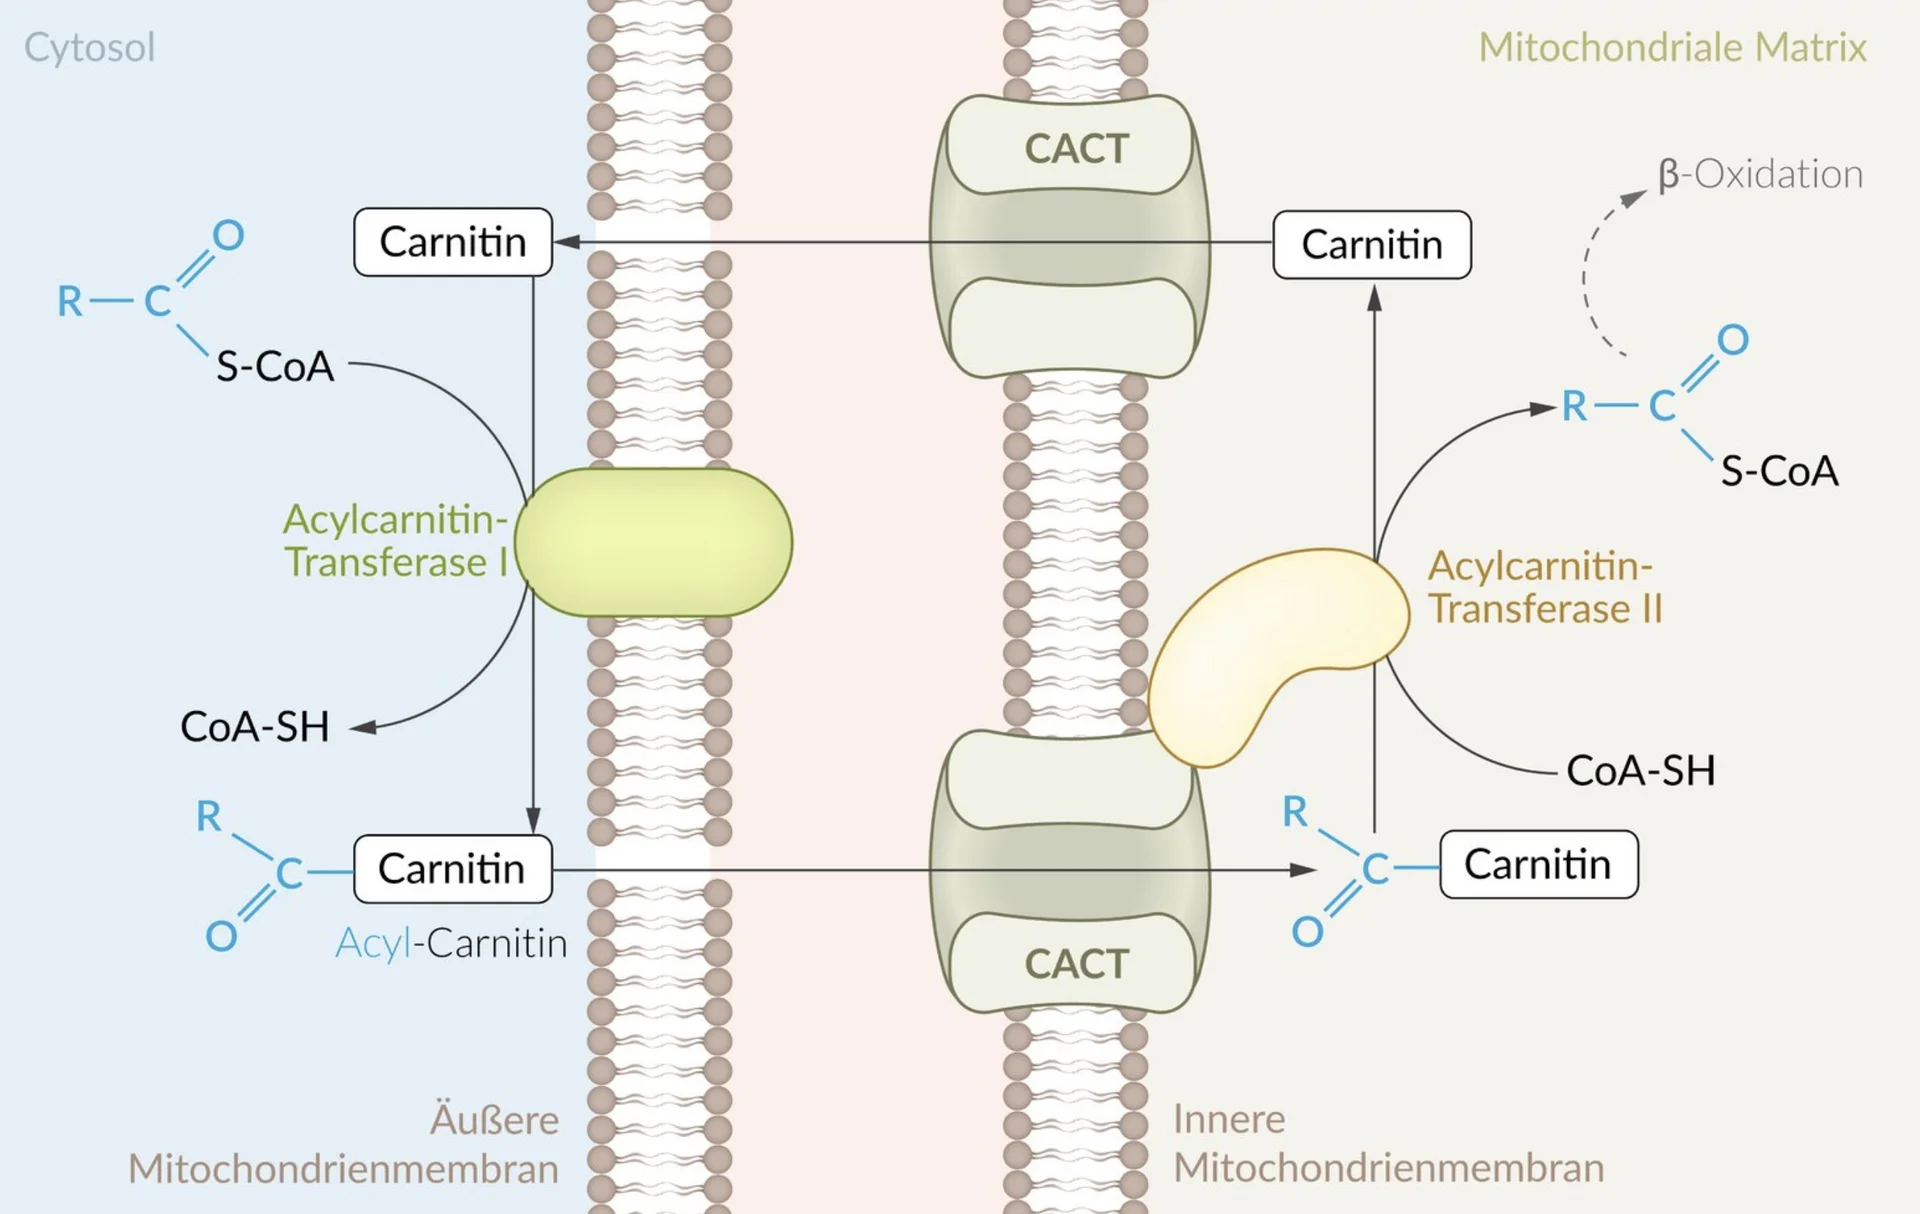 Cytosol
Mitochondriale Matrix
CACT
β-Oxidation
Carnitin
Carnitin
O
R
C
S-CoA
O
R
C
S-CoA
Acylcarnitin-
Transferase I
Acylcarnitin-
Transferase II
CoA-SH
CoA-SH
R
C
O
Carnitin
Acyl-Carnitin
R
C
O
Carnitin
CACT
Äußere
Mitochondrienmembran
Innere
Mitochondrienmembran